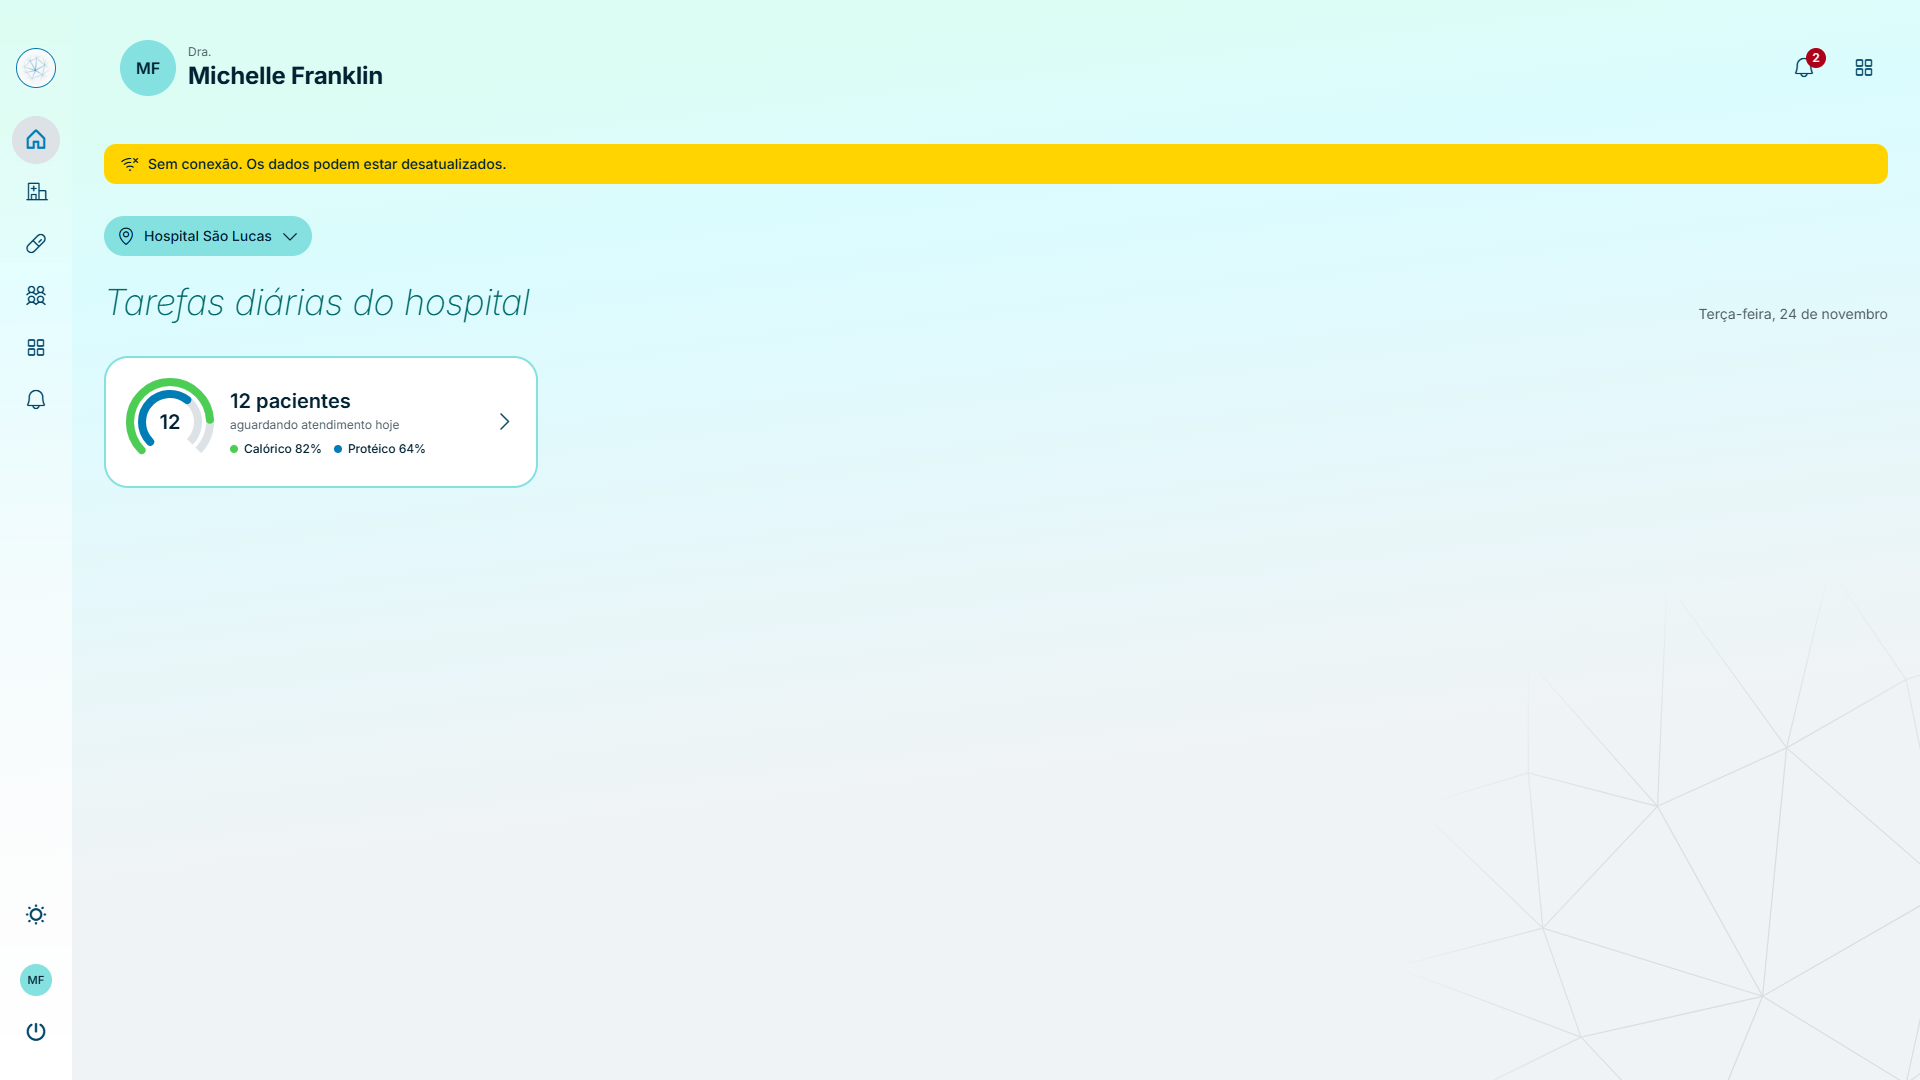 MF
Dra.
Michelle Franklin
2
Sem conexão. Os dados podem estar desatualizados.
Hospital São Lucas
Tarefas diárias do hospital
Terça-feira, 24 de novembro
12
12 pacientes
aguardando atendimento hoje
Calórico 82% Protéico 64%
MF